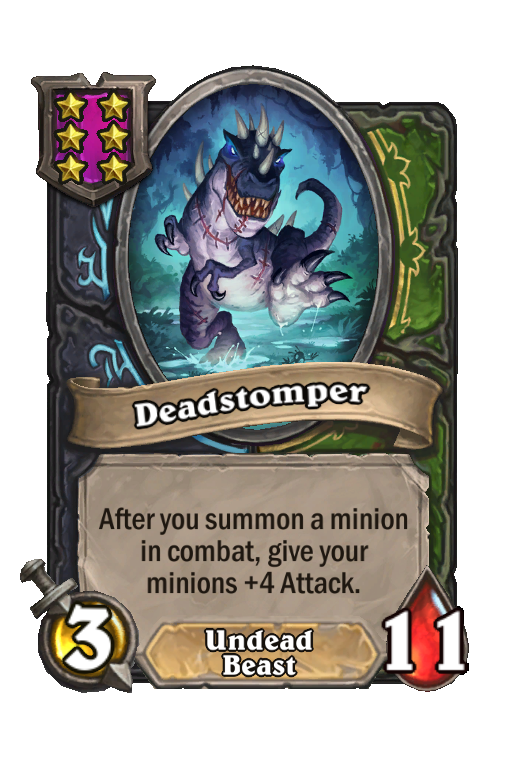 Deadstomper
After you summon a minion
in combat, give your
minions +4 Attack.
3
Undead
Beast
11